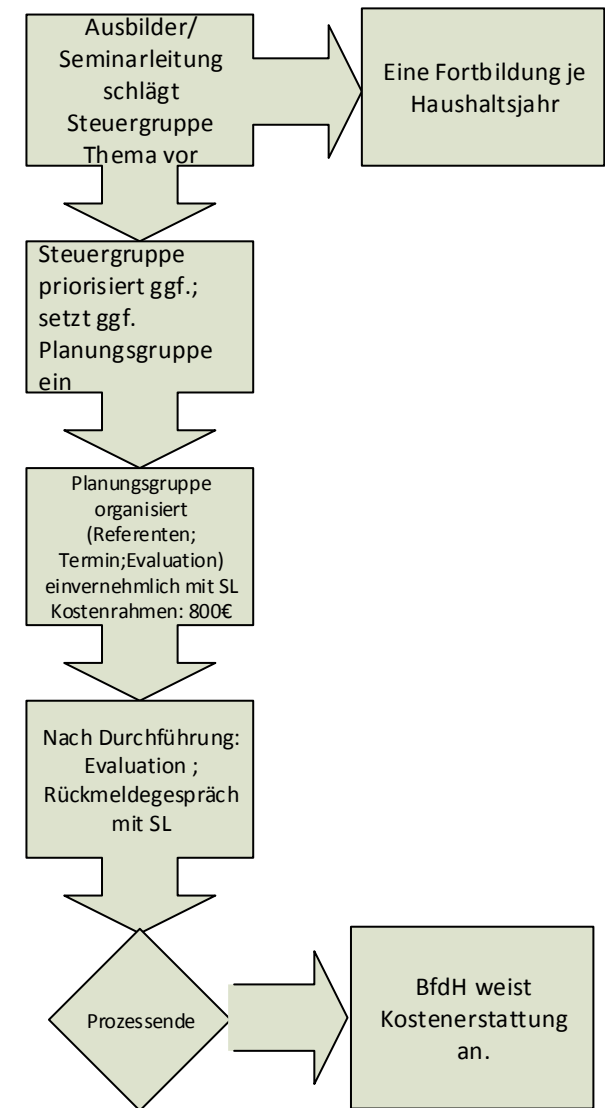 Ausbilder/
Seminarleitung
schlägt
Steuergruppe
Thema vor
Eine Fortbildung je
Haushaltsjahr
Steuergruppe
priorisiert ggf.;
setzt ggf.
Planungsgruppe
ein
Planungsgruppe
organisiert
(Referenten;
Termin;Evaluation)
einvernehmlich mit SL
Kostenrahmen: 800€
Nach Durchführung:
Evaluation ;
Rückmeldegespräch
mit SL
Prozessende
BfdH weist
Kostenerstattung
an.